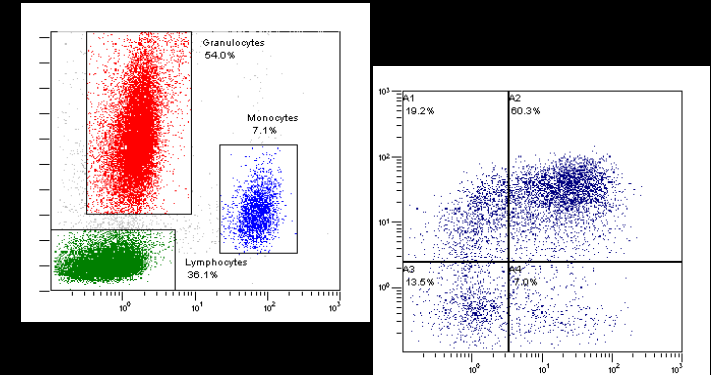 Granulocytes
54.0%
Monocytes
7.1%
Lymphocytes
36.1%
10⁰ 10¹ 10² 10³
A1 A2
19.2% 60.3%
A3 A4
13.5% 7.0%
10³
10²
10¹
10⁰
10⁰ 10¹ 10² 10³